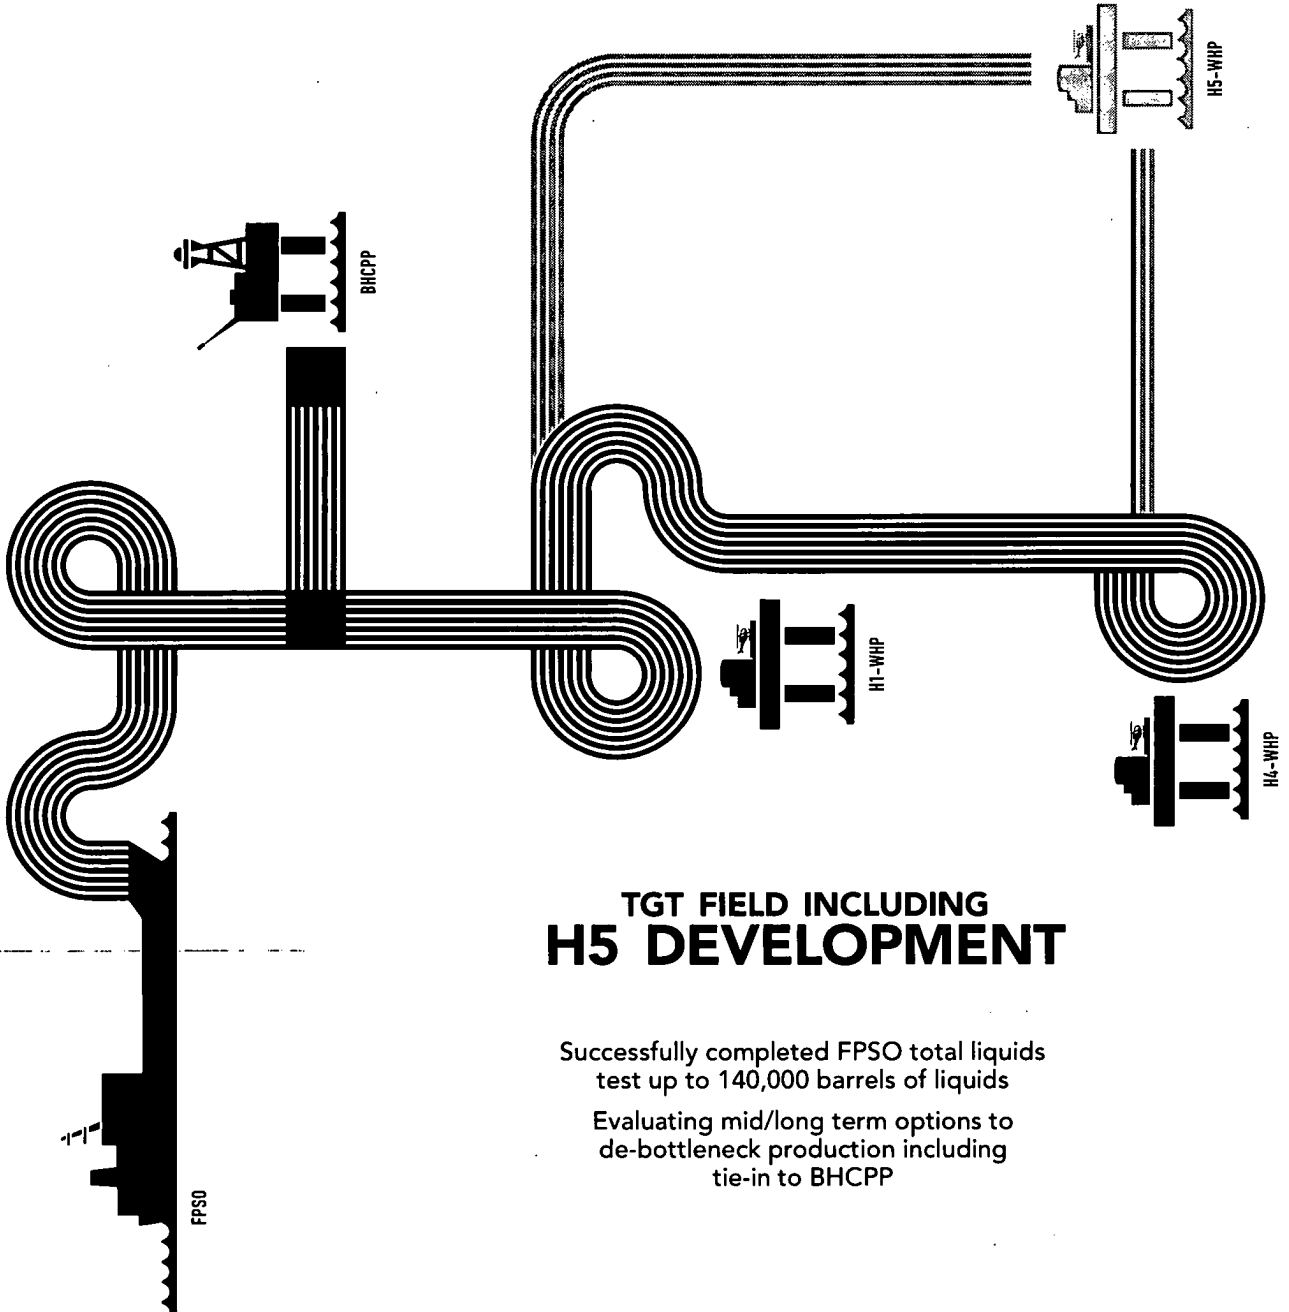 H5-WHP
BHCPP
H1-WHP
H4-WHP
TGT FIELD INCLUDING
H5 DEVELOPMENT
Successfully completed FPSO total liquids
test up to 140,000 barrels of liquids
Evaluating mid/long term options to
de-bottleneck production including
tie-in to BHCPP
FPSO